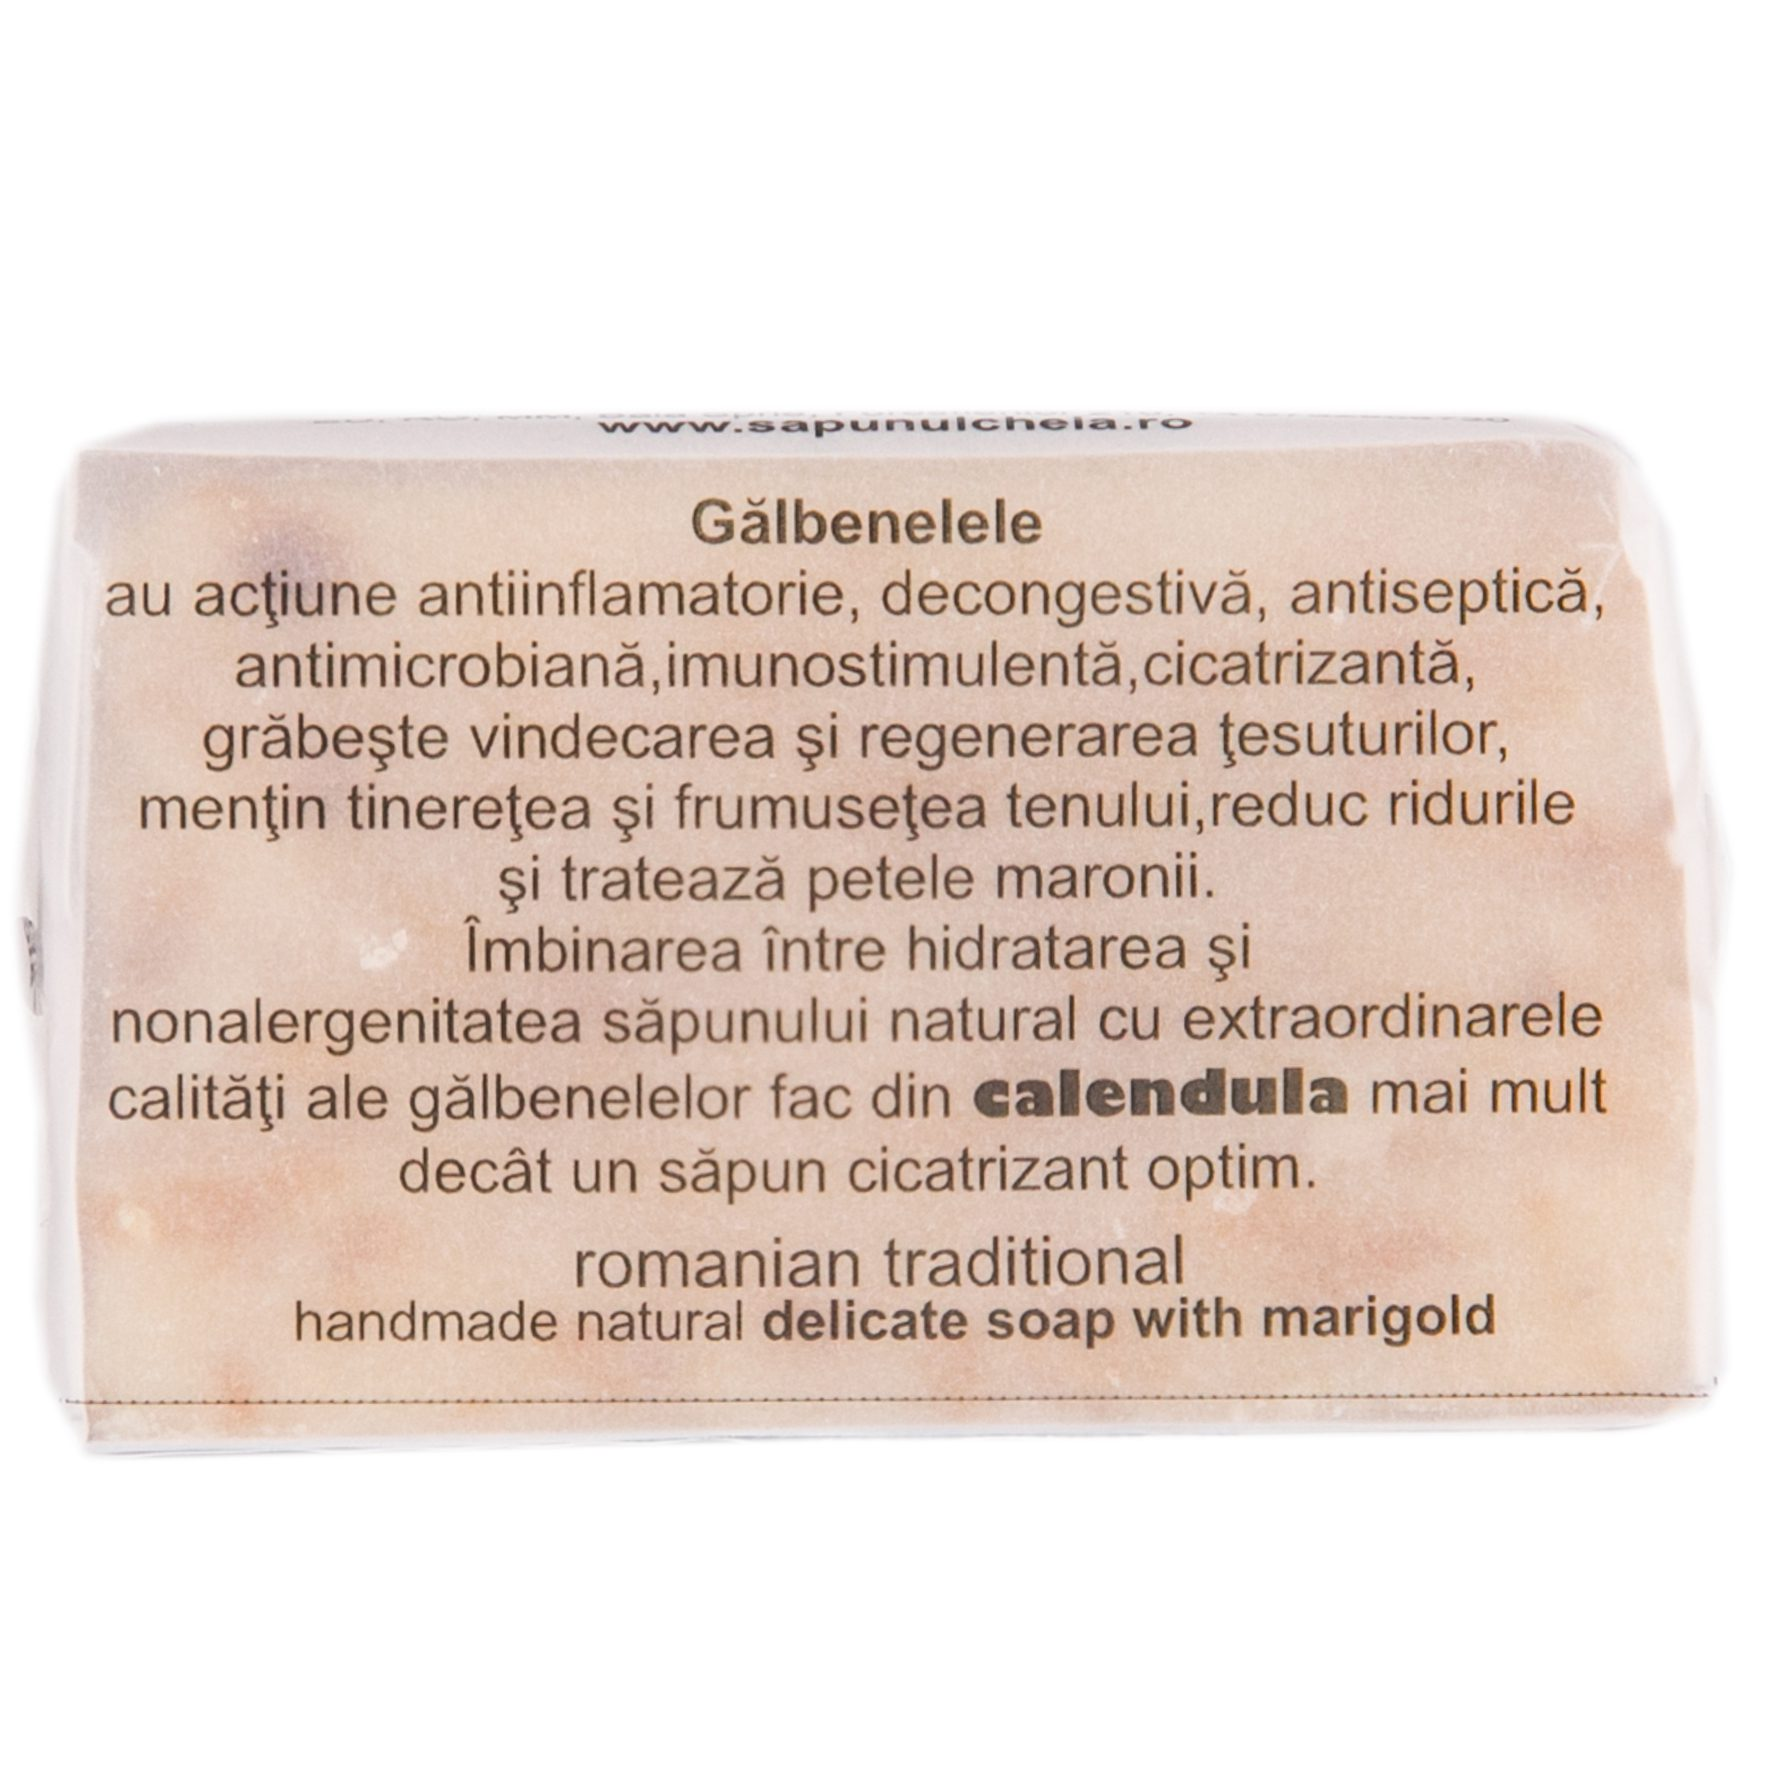 www.sapunulcheia.ro
Gălbenelele
au acţiune antiinflamatorie, decongestivă, antiseptică,
antimicrobiană,imunostimulentă,cicatrizantă,
grăbeşte vindecarea şi regenerarea ţesuturilor,
menţin tinereţea şi frumuseţea tenului,reduc ridurile
şi tratează petele maronii.
Îmbinarea între hidratarea şi
nonalergenitatea săpunului natural cu extraordinarele
calităţi ale gălbenelelor fac din calendula mai mult
decât un săpun cicatrizant optim.
romanian traditional
handmade natural delicate soap with marigold